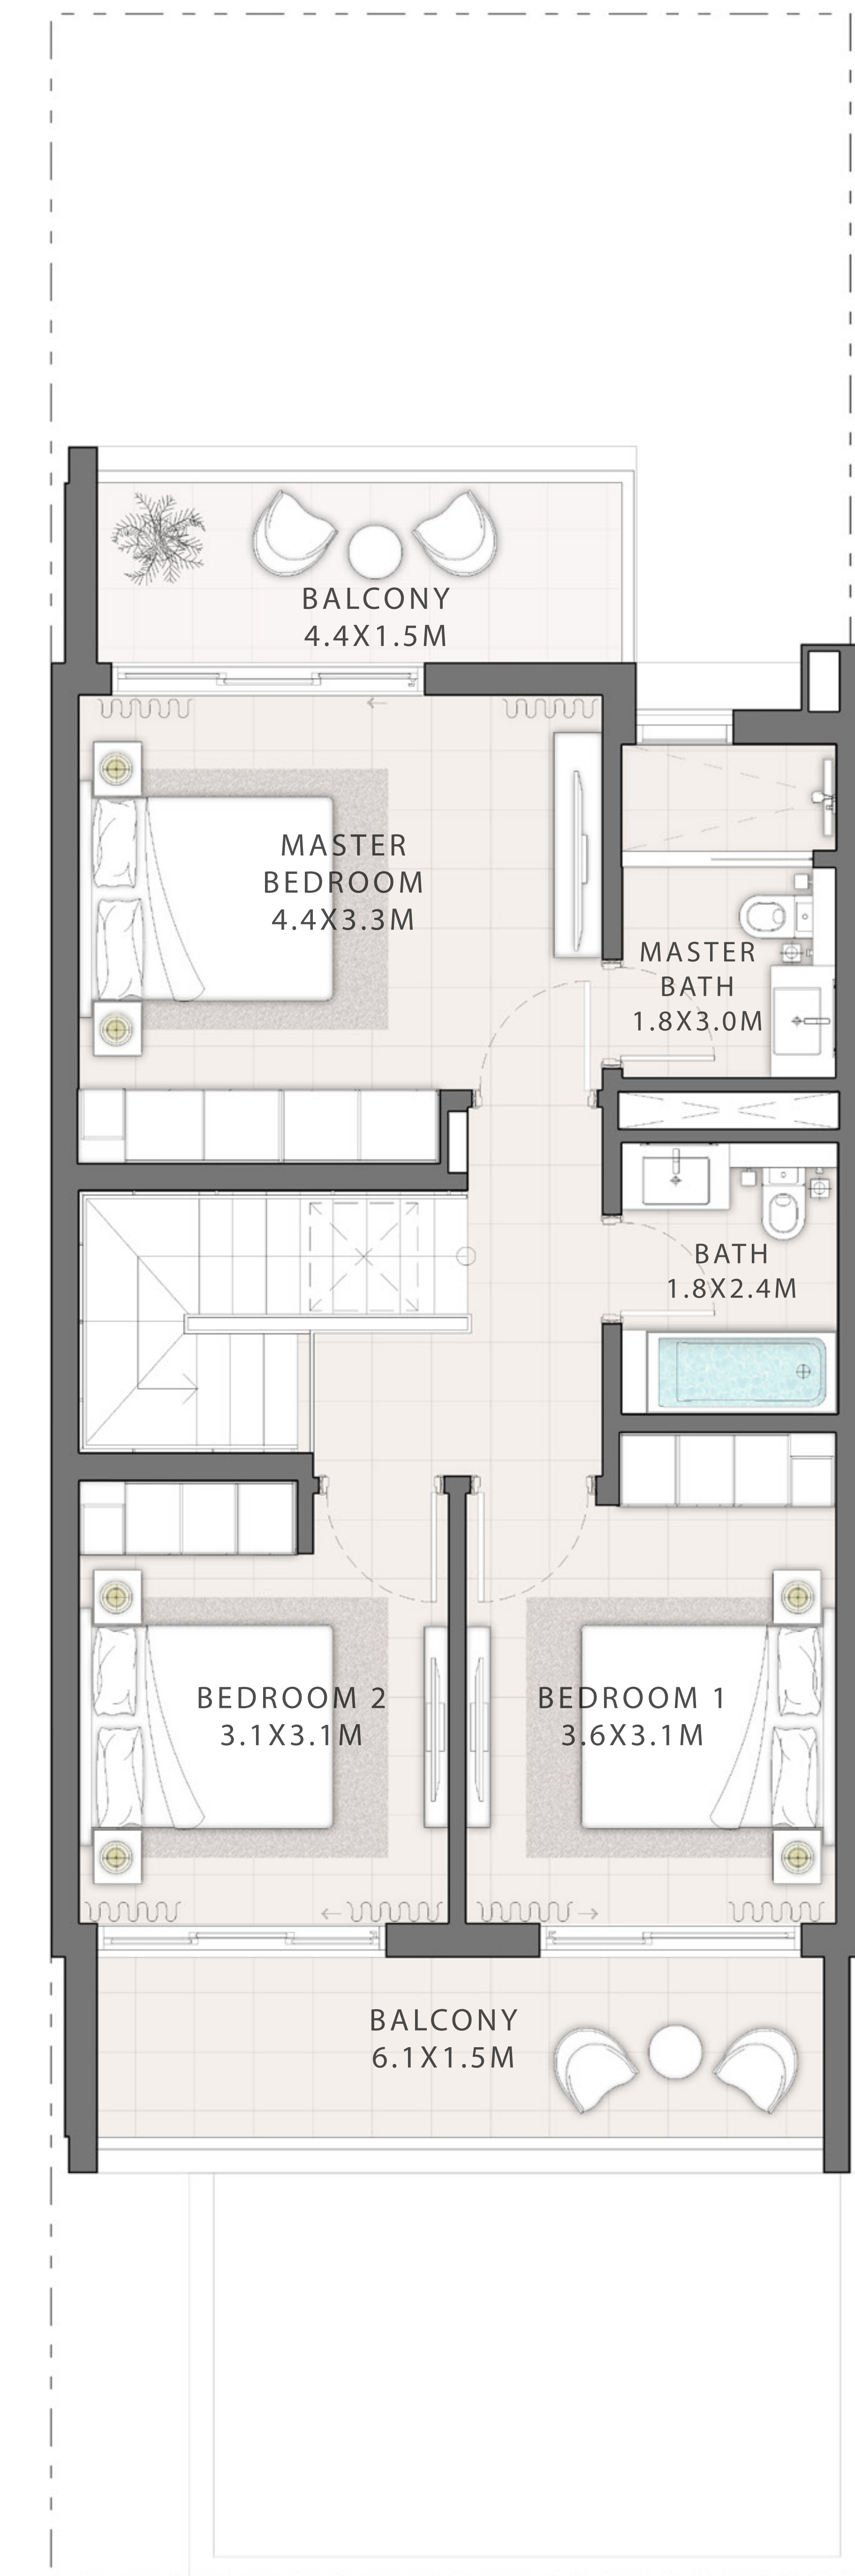 BALCONY
4.4X1.5M
MASTER
BEDROOM
4.4X3.3M
MASTER
BATH
1.8X3.0M
BATH
1.8X2.4M
BEDROOM 2
3.1X3.1M
BEDROOM 1
3.6X3.1M
BALCONY
6.1X1.5M